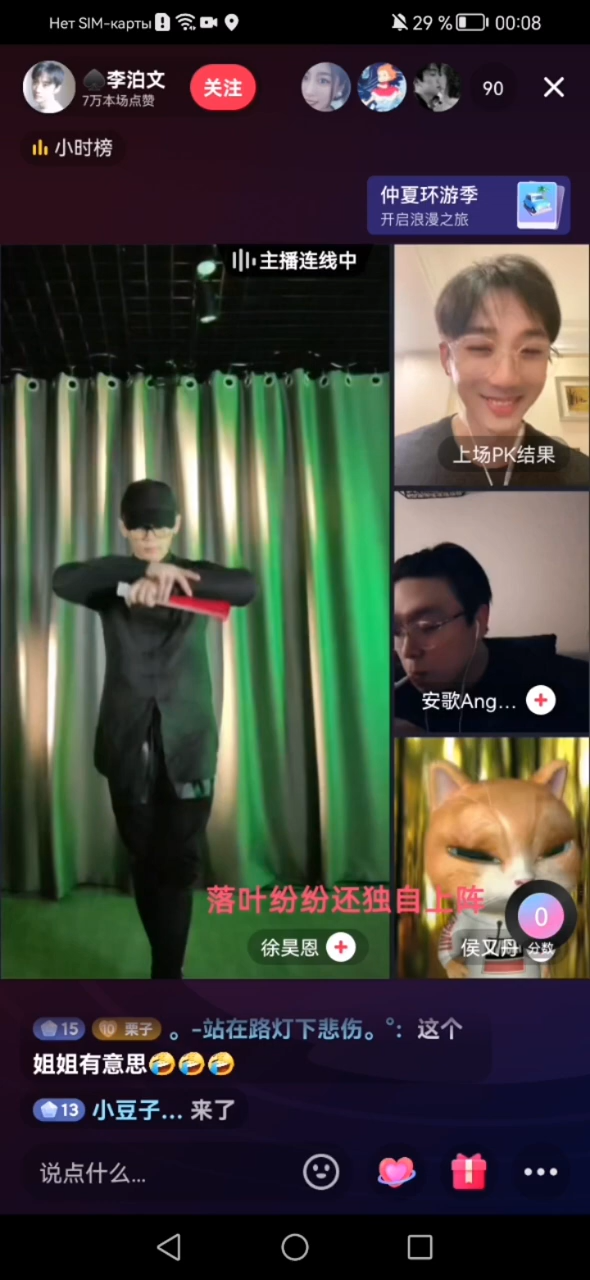 Нет SIM-карты 29 % 00:08
♠李泊文
7万本场点赞
关注
90
小时榜
仲夏环游季
开启浪漫之旅
主播连线中
上场PK结果
安歌Ang...
落叶纷纷还独自上阵
0
分数
徐昊恩
侯又丹
15 10 栗子 。-站在路灯下悲伤。°: 这个
姐姐有意思🤣🤣🤣
13 小豆子... 来了
说点什么...